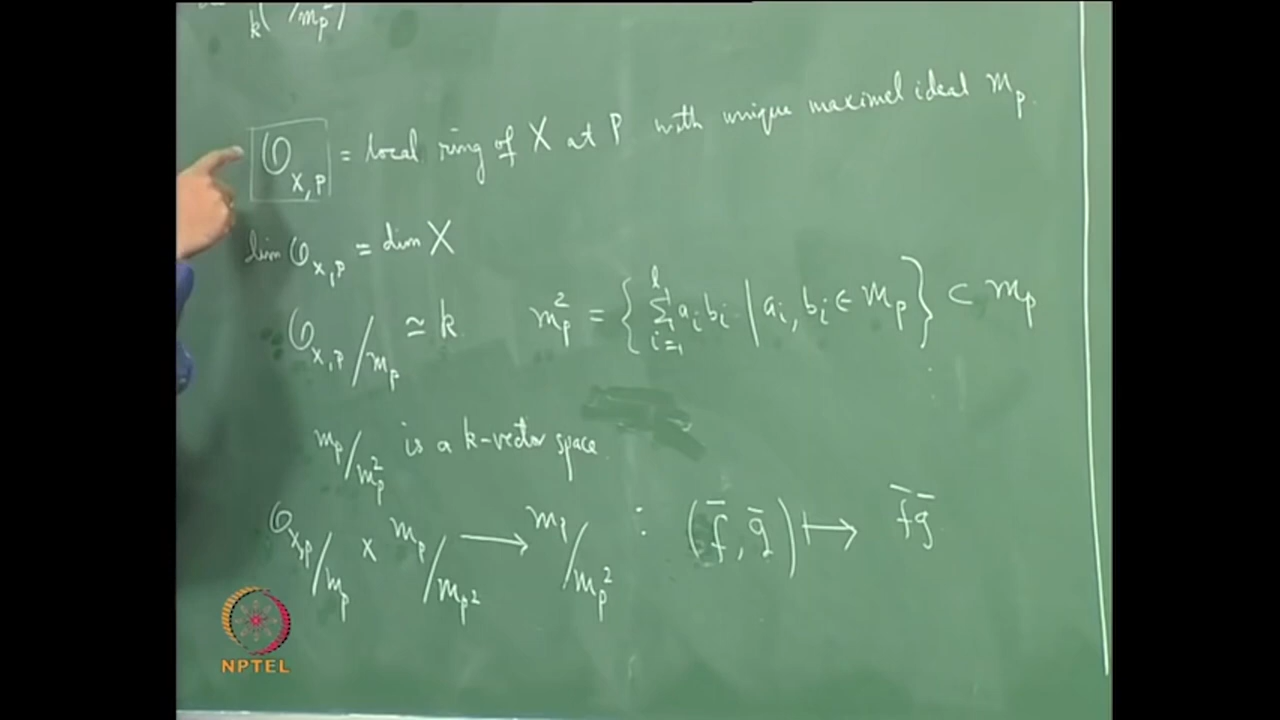 k( /m_p^2)
O_{X,P} = local ring of X at P with unique maximal ideal m_p.
dim O_{X,P} = dim X
O_{X,P}/m_p ≃ k m_p^2 = { ∑_{i=1}^{l} a_i b_i | a_i, b_i ∈ m_p } ⊂ m_p
m_p/m_p^2 is a k-vector space.
O_{X,P}/m_p × m_p/m_p^2 ⟶ m_p/m_p^2 : (f̄, ḡ) ⟼ f̄ḡ
NPTEL